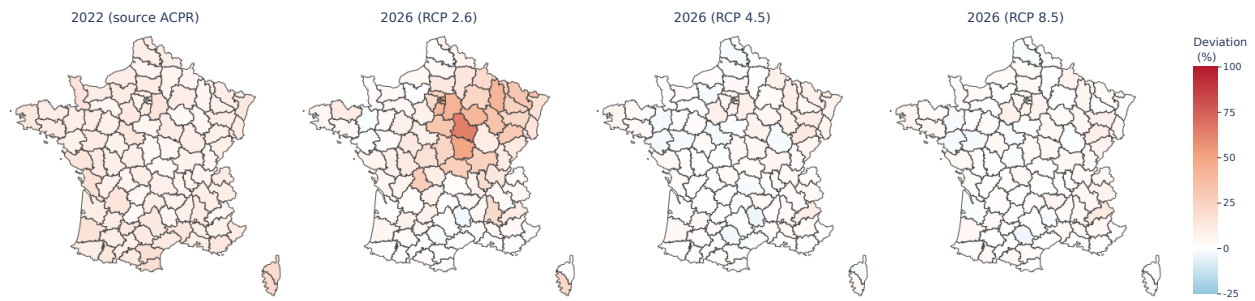 2022 (source ACPR)
2026 (RCP 2.6)
2026 (RCP 4.5)
2026 (RCP 8.5)
Deviation
(%)
100
75
50
25
0
-25